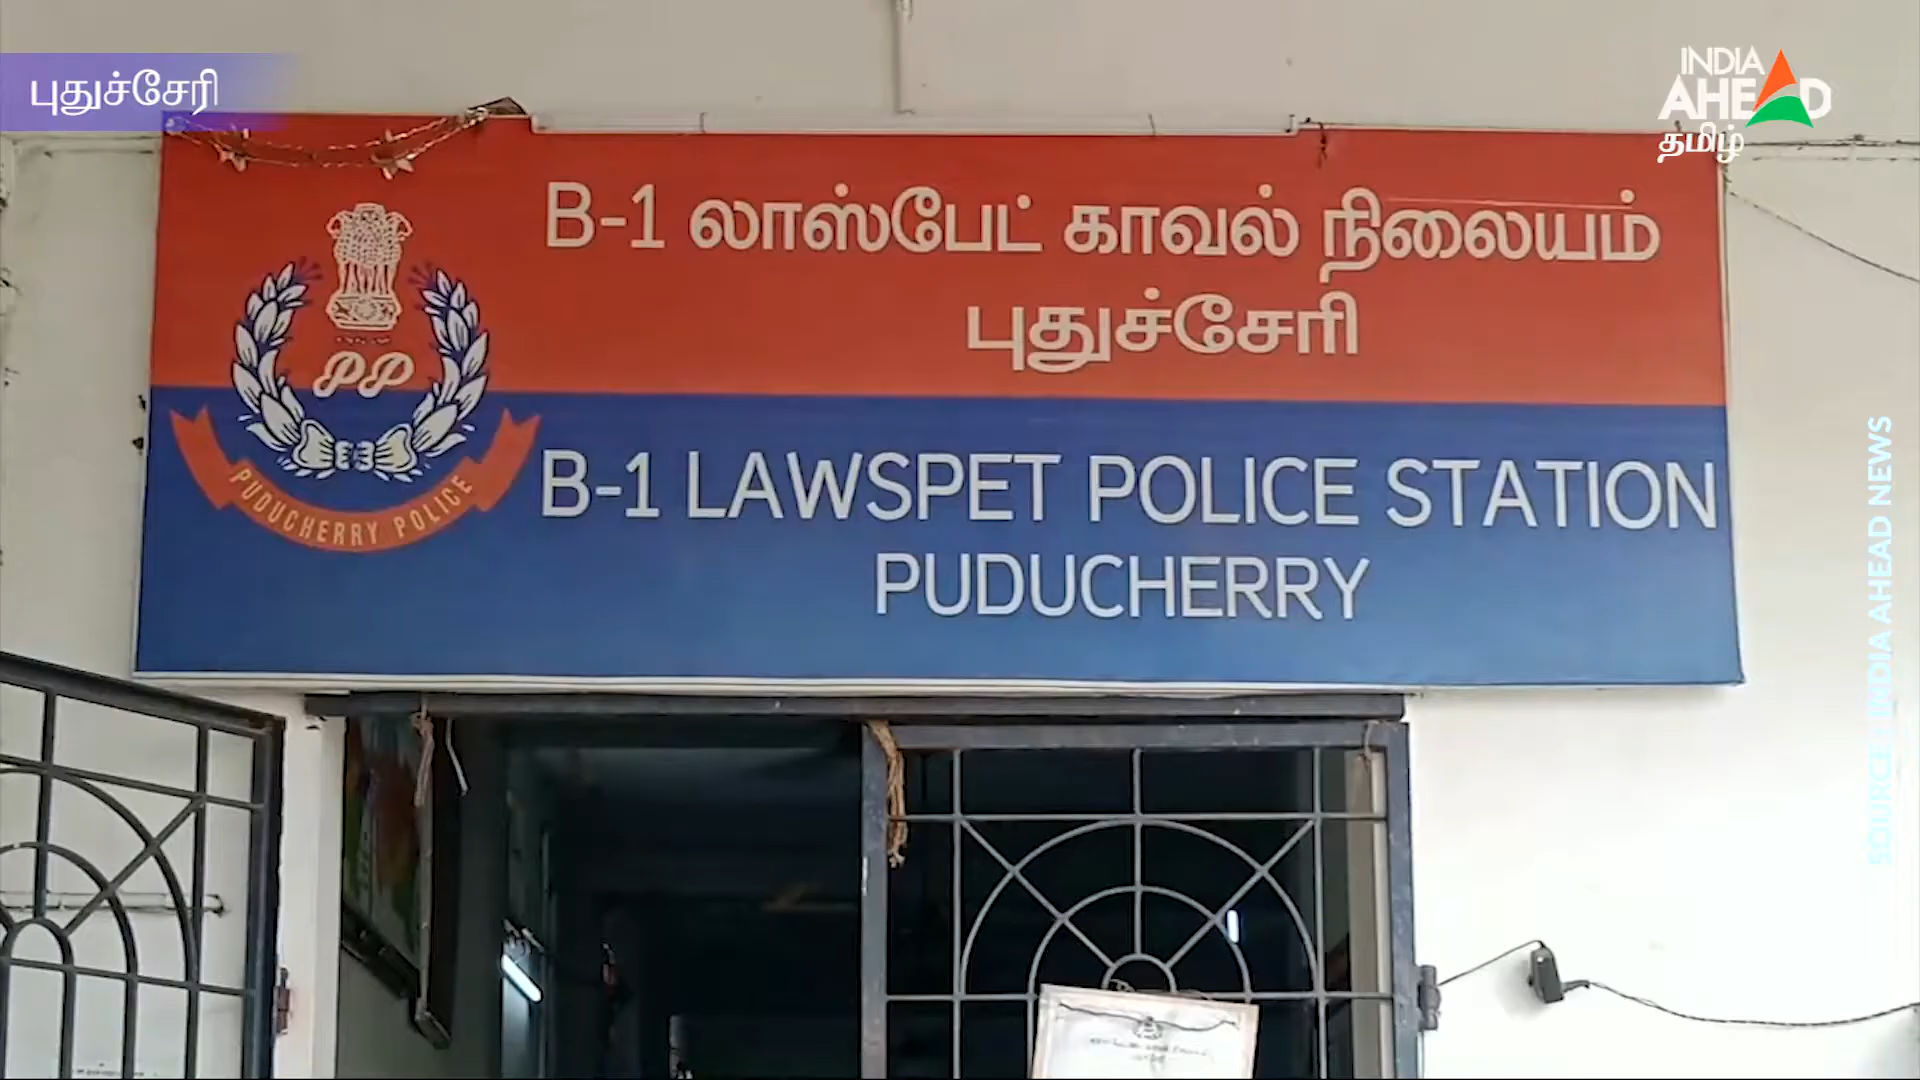 புதுச்சேரி
INDIA
AHEAD
தமிழ்
B-1 லாஸ்பேட் காவல் நிலையம்
புதுச்சேரி
PP
PUDUCHERRY POLICE
B-1 LAWSPET POLICE STATION
PUDUCHERRY
SOURCE: INDIA AHEAD NEWS